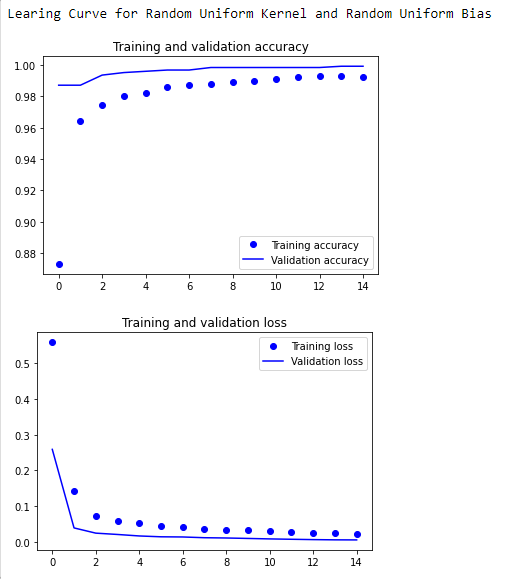 Learing Curve for Random Uniform Kernel and Random Uniform Bias
Training and validation accuracy
1.00
0.98
0.96
0.94
0.92
0.90
0.88
Training accuracy
Validation accuracy
0 2 4 6 8 10 12 14
Training and validation loss
Training loss
Validation loss
0.5
0.4
0.3
0.2
0.1
0.0
0 2 4 6 8 10 12 14